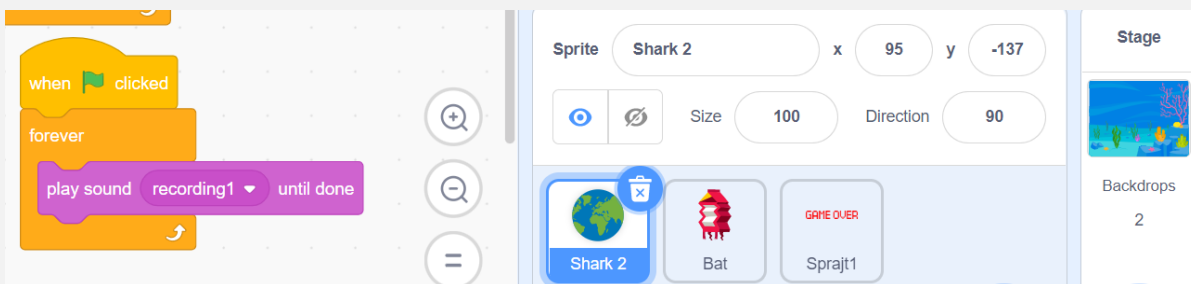 when clicked
forever
play sound recording1 until done
Sprite Shark 2 x 95 y -137
Size 100 Direction 90
GAME OVER
Shark 2 Bat Sprajt1
Stage
Backdrops
2